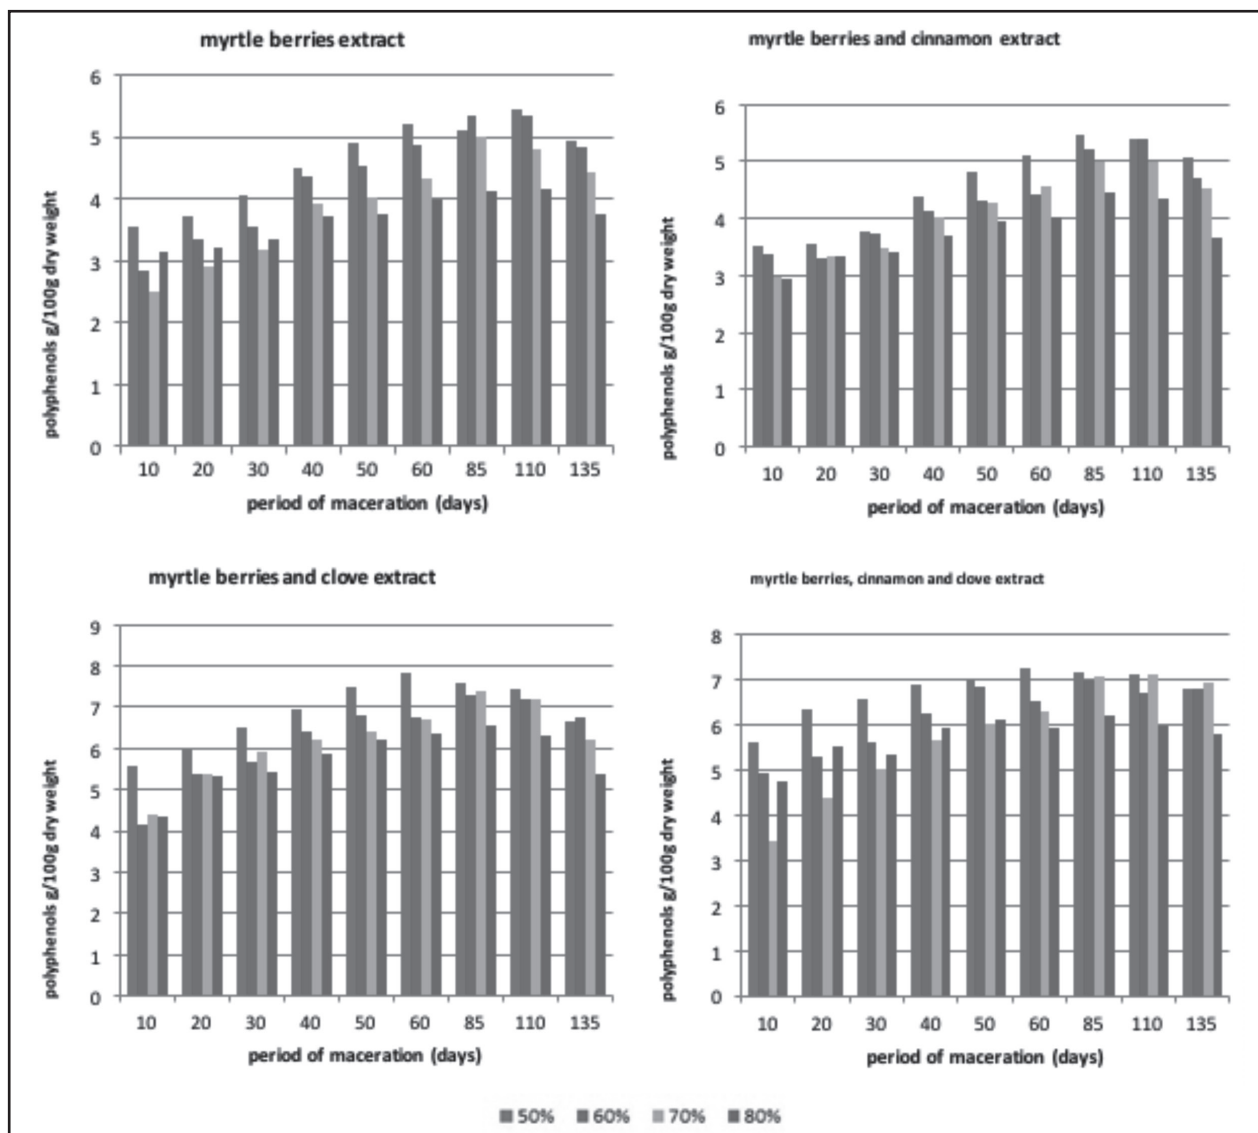 myrtle berries extract
6
5
4
3
2
1
0
polyphenols g/100g dry weight
10 20 30 40 50 60 85 110 135
period of maceration (days)
myrtle berries and cinnamon extract
6
5
4
3
2
1
0
polyphenols g/100g dry weight
10 20 30 40 50 60 85 110 135
period of maceration (days)
myrtle berries and clove extract
9
8
7
6
5
4
3
2
1
0
polyphenols g/100g dry weight
10 20 30 40 50 60 85 110 135
period of maceration (days)
myrtle berries, cinnamon and clove extract
8
7
6
5
4
3
2
1
0
polyphenols g/100g dry weight
10 20 30 40 50 60 85 110 135
period of maceration (days)
50% 60% 70% 80%